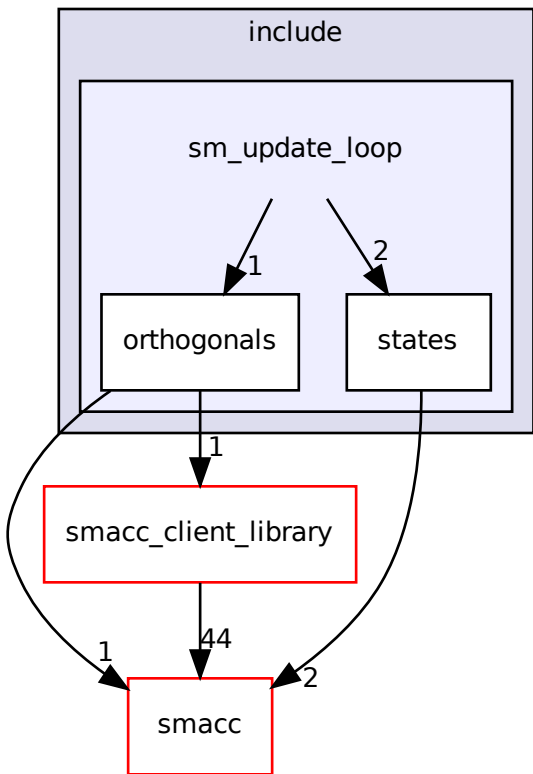 include
sm_update_loop
1
2
orthogonals
states
1
smacc_client_library
44
1
2
smacc